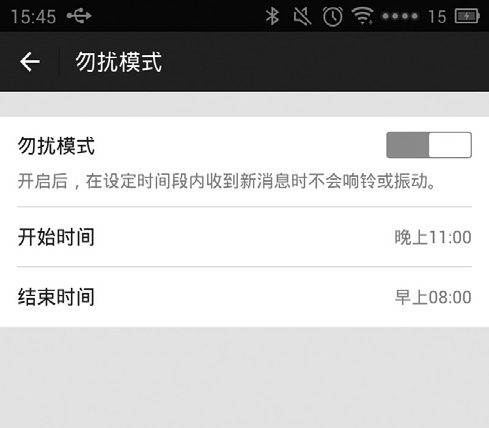 15:45 15
勿扰模式
勿扰模式
开启后，在设定时间段内收到新消息时不会响铃或振动。
开始时间 晚上11:00
结束时间 早上08:00